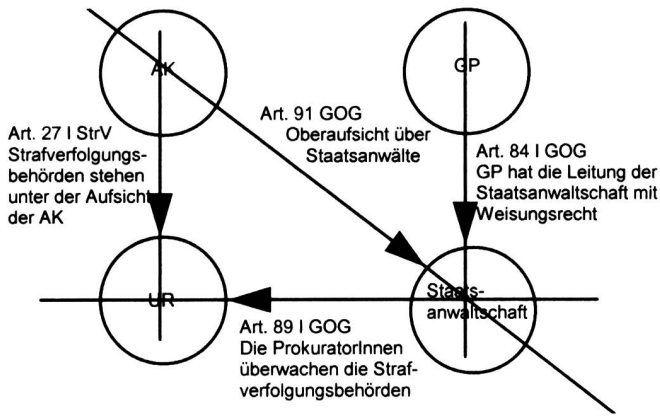 AK
GP
Art. 91 GOG
Oberaufsicht über
Staatsanwälte
Art. 27 I StrV
Strafverfolgungs-
behörden stehen
unter der Aufsicht
der AK
Art. 84 I GOG
GP hat die Leitung der
Staatsanwaltschaft mit
Weisungsrecht
UR
Staats-
anwaltschaft
Art. 89 I GOG
Die ProkuratorInnen
überwachen die Straf-
verfolgungsbehörden